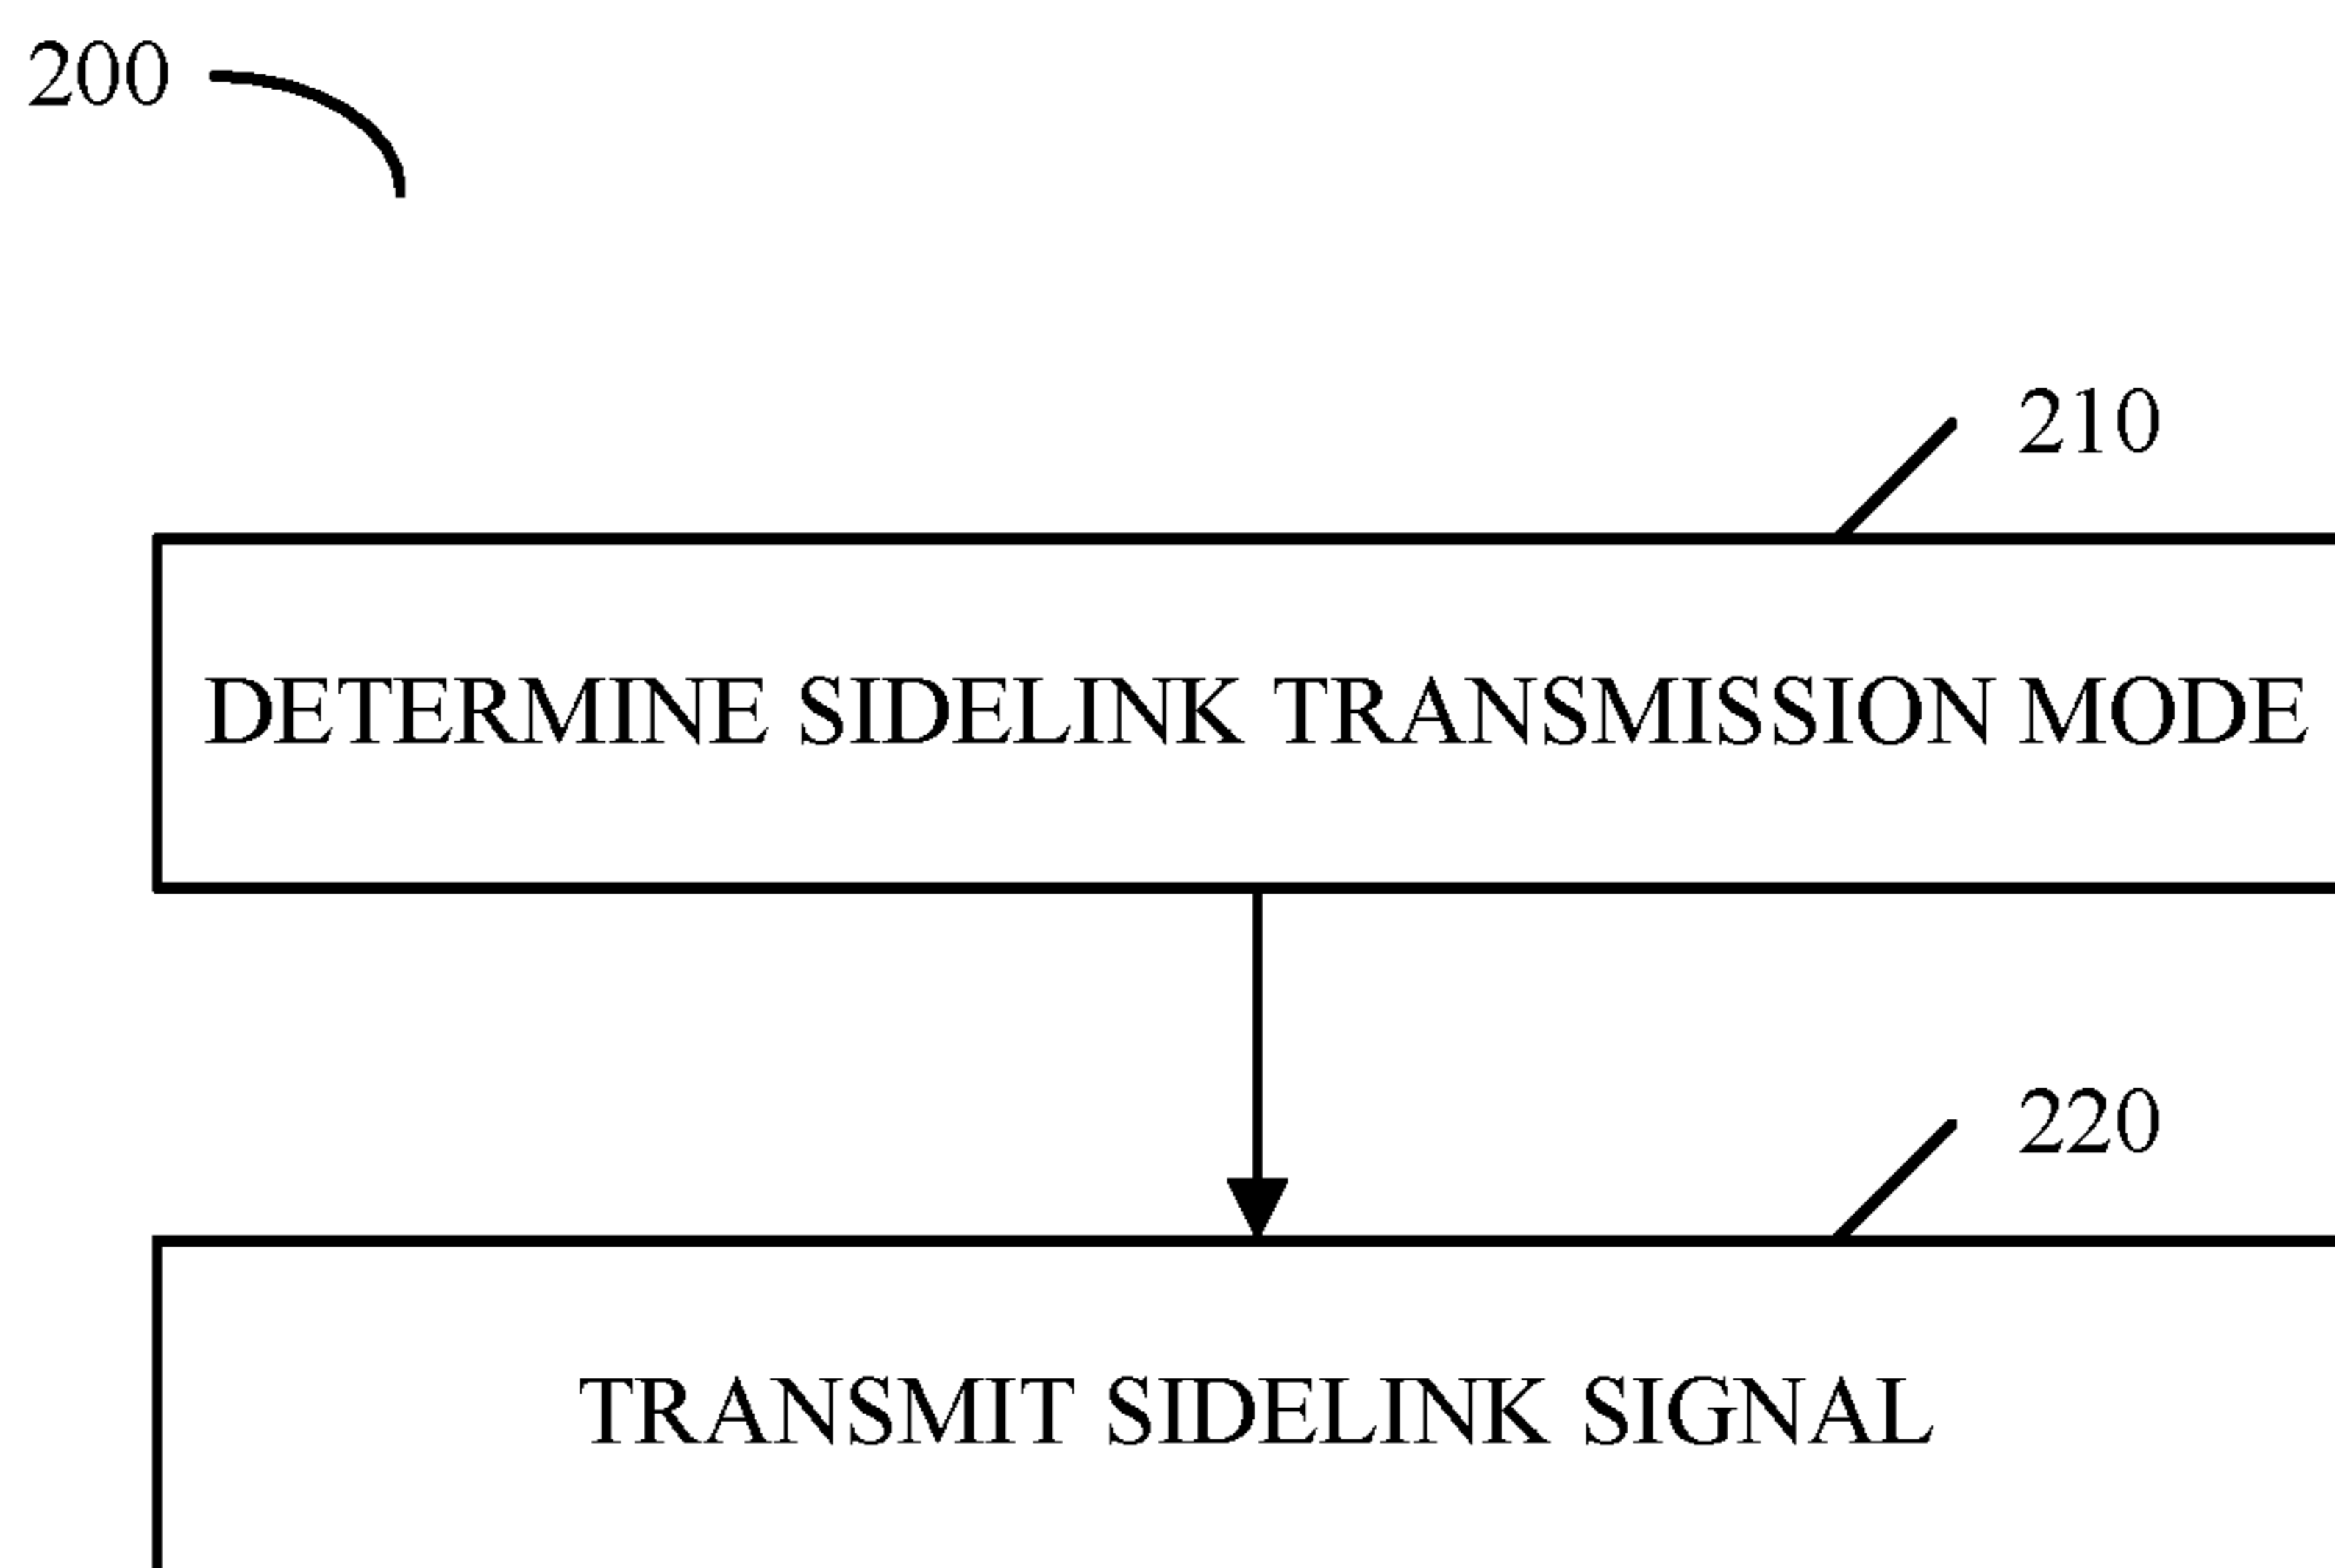 200
210
DETERMINE SIDELINK TRANSMISSION MODE
220
TRANSMIT SIDELINK SIGNAL